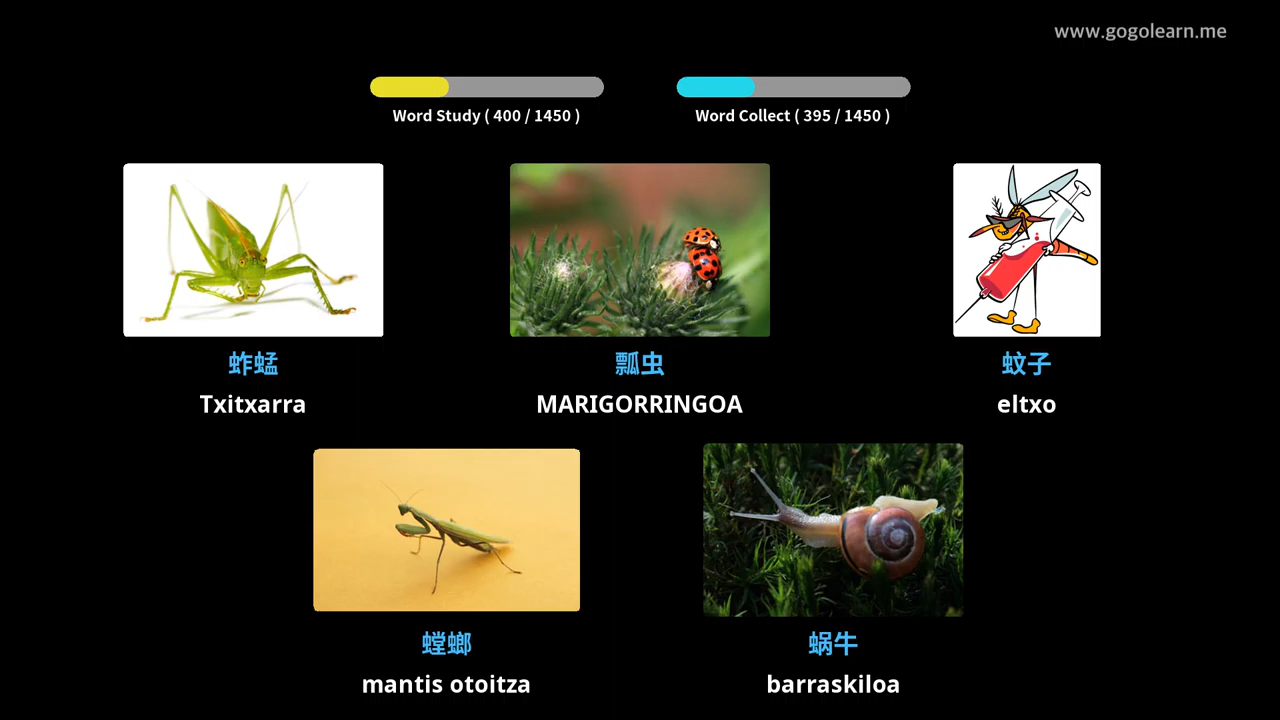 www.gogolearn.me
Word Study ( 400 / 1450 )
Word Collect ( 395 / 1450 )
蚱蜢
Txitxarra
瓢虫
MARIGORRINGOA
蚊子
eltxo
螳螂
mantis otoitza
蜗牛
barraskiloa